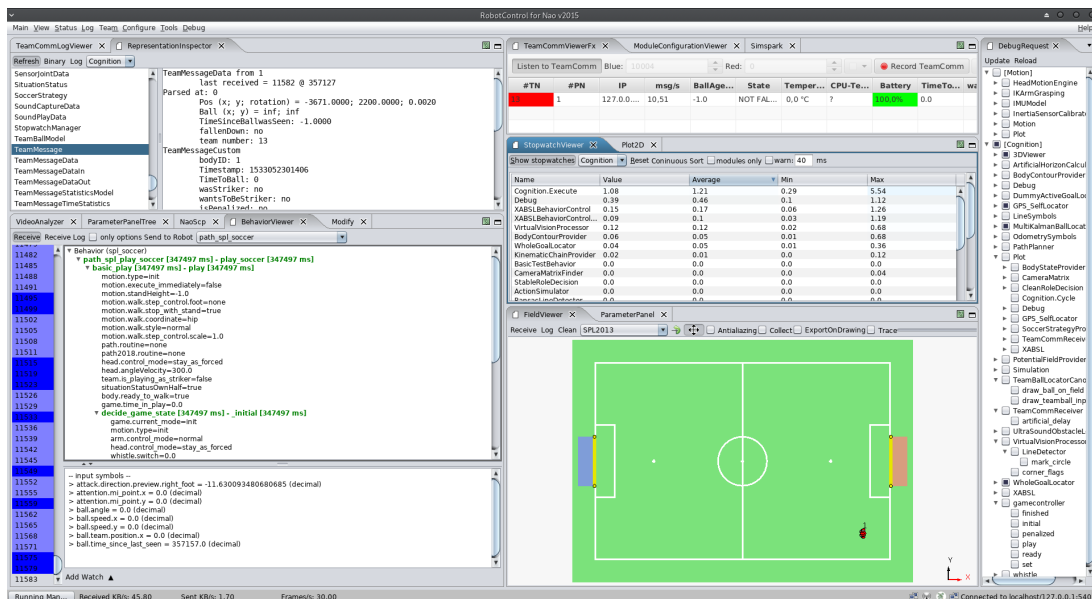 RobotControl for Nao v2015
Main View Status Log Team Configure Tools Debug
Help
TeamCommLogViewer X RepresentationInspector X
Refresh Binary Log Cognition
SensorJointData
SituationStatus
SoccerStrategy
SoundCaptureData
SoundPlayData
StopwatchManager
TeamBallModel
TeamMessage
TeamMessageData
TeamMessageDataIn
TeamMessageDataOut
TeamMessageStatisticsModel
TeamMessageTimeStatistics
TeamMessageData from 1
last received = 11582 @ 357127
Parsed at: 0
Pos (x; y; rotation) = -3671.0000; 2200.0000; 0.0020
Ball (x; y) = inf; inf
TimeSinceBallwasSeen: -1.0000
fallenDown: no
team number: 13
TeamMessageCustom
bodyID: 1
Timestamp: 1533052301406
TimeToBall: 0
wasStriker: no
wantsToBeStriker: no
isPenalized: no
VideoAnalyzer X ParameterPanelTree X NaoScp X BehaviorViewer X Modify X
Receive Receive Log only options Send to Robot path_spl_soccer
11482
11485
11488
11491
11502
11505
11508
11511
11526
11529
11536
11539
11542
11545
11552
11555
11562
11565
11568
11571
11583
Behavior (spl_soccer)
path_spl_play_soccer [347497 ms] - play_soccer [347497 ms]
basic_play [347497 ms] - play [347497 ms]
motion.type=init
motion.execute_immediately=false
motion.standHeight=-1.0
motion.walk.step_control.foot=none
motion.walk.stop_with_stand=true
motion.walk.coordinate=hip
motion.walk.style=normal
motion.walk.step_control.scale=1.0
path.routine=none
path2018.routine=none
head.control_mode=stay_as_forced
head.angleVelocity=300.0
team.is_playing_as_striker=false
situationStatusOwnHalf=true
body.ready_to_walk=true
game.time_in_play=0.0
decide_game_state [347497 ms] - _initial [347497 ms]
game.current_mode=init
motion.type=init
arm.control_mode=normal
head.control_mode=stay_as_forced
whistle.switch=0.0
-- input symbols --
> attack.direction.preview.right_foot = -11.630093480680685 (decimal)
> attention.mi_point.x = 0.0 (decimal)
> attention.mi_point.y = 0.0 (decimal)
> ball.angle = 0.0 (decimal)
> ball.speed.x = 0.0 (decimal)
> ball.speed.y = 0.0 (decimal)
> ball.team.position.x = 0.0 (decimal)
> ball.time_since_last_seen = 357157.0 (decimal)
Add Watch ▲
TeamCommViewerFx X ModuleConfigurationViewer X Simspark X
Listen to TeamComm Blue: 10004 Red: Record TeamComm
#TN #PN IP msg/s BallAge... State Temper... CPU-Te... Battery TimeTo... wa
13 1 127.0.0.... 10,51 -1.0 NOT FAL... 0,0 °C ? 100,0% 0.0
StopwatchViewer X Plot2D X
Show stopwatches Cognition Reset Coninuous Sort modules only warn: 40 ms
Name Value Average Min Max
Cognition.Execute 1.08 1.21 0.29 5.54
Debug 0.39 0.46 0.1 1.12
XABSLBehaviorControl 0.15 0.17 0.06 1.26
XABSLBehaviorControl... 0.09 0.1 0.03 1.19
VirtualVisionProcessor 0.12 0.12 0.02 0.68
BodyContourProvider 0.06 0.05 0.01 0.68
WholeGoalLocator 0.04 0.05 0.01 0.36
KinematicChainProvider 0.02 0.01 0.0 0.12
BasicTestBehavior 0.0 0.0 0.0 0.0
CameraMatrixFinder 0.0 0.0 0.0 0.04
StableRoleDecision 0.0 0.0 0.0 0.0
ActionSimulator 0.0 0.0 0.0 0.0
RansacLineDetector 0.0 0.0 0.0 0.0
FieldViewer X ParameterPanel X
Receive Log Clean SPL2013 Antializing Collect ExportOnDrawing Trace
Y
X
DebugRequest X
Update Reload
[Motion]
HeadMotionEngine
IKArmGrasping
IMUModel
InertiaSensorCalibrat
Motion
Plot
[Cognition]
3DViewer
ArtificialHorizonCalcul
BodyContourProvider
Debug
DummyActiveGoalLo
GPS_SelfLocator
LineSymbols
MultiKalmanBallLocat
OdometrySymbols
PathPlanner
Plot
BodyStateProvider
CameraMatrix
CleanRoleDecision
Cognition.Cycle
Debug
GPS_SelfLocator
SoccerStrategyPro
TeamCommReceiv
XABSL
PotentialFieldProvider
Simulation
TeamBallLocatorCano
draw_ball_on_field
draw_teamball_inp
TeamCommReceiver
artificial_delay
UltraSoundObstacleL
VirtualVisionProcessor
LineDetector
mark_circle
corner_flags
WholeGoalLocator
XABSL
gamecontroller
finished
initial
penalized
play
ready
set
whistle
Running Man... Received KB/s: 45.80 Sent KB/s: 1.70 Frames/s: 30.00
Connected to localhost/127.0.0.1:540